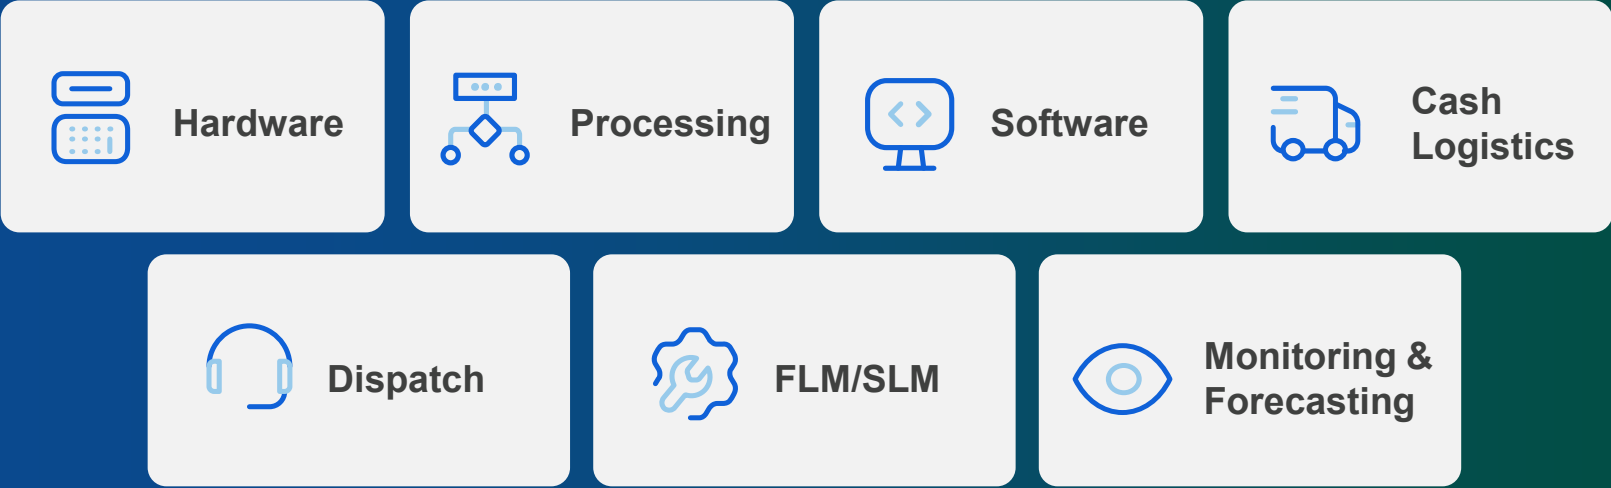 Hardware
Processing
Software
Cash
Logistics
Dispatch
FLM/SLM
Monitoring &
Forecasting